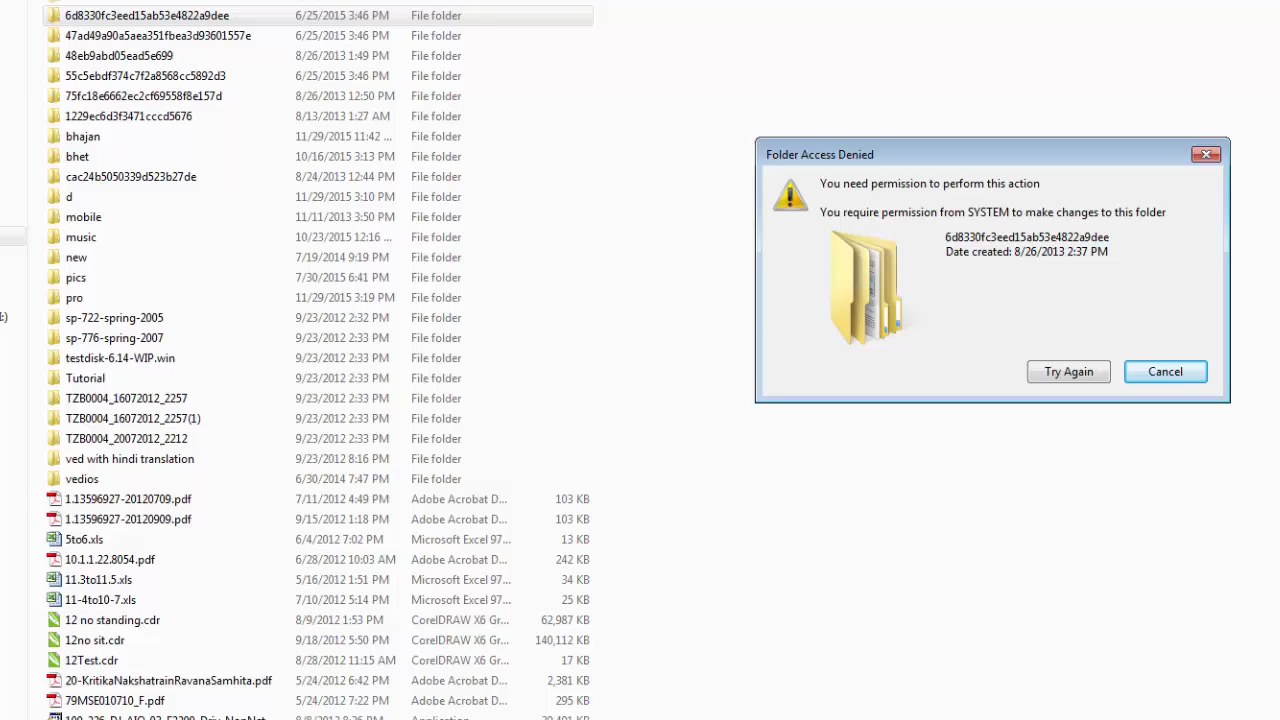 6d8330fc3eed15ab53e4822a9dee 6/25/2015 3:46 PM File folder
47ad49a90a5aea351fbea3d93601557e 6/25/2015 3:46 PM File folder
48eb9abd05ead5e699 8/26/2013 1:49 PM File folder
55c5ebdf374c7f2a8568cc5892d3 6/25/2015 3:46 PM File folder
75fc18e6662ec2cf69558f8e157d 8/26/2013 12:50 PM File folder
1229ec6d3f3471cccd5676 8/13/2013 1:27 AM File folder
bhajan 11/29/2015 11:42 ... File folder
bhet 10/16/2015 3:13 PM File folder
cac24b5050339d523b27de 8/24/2013 12:44 PM File folder
d 11/29/2015 3:10 PM File folder
mobile 11/11/2013 3:50 PM File folder
music 10/23/2015 12:16 ... File folder
new 7/19/2014 9:19 PM File folder
pics 7/30/2015 6:41 PM File folder
pro 11/29/2015 3:19 PM File folder
:)
sp-722-spring-2005 9/23/2012 2:32 PM File folder
sp-776-spring-2007 9/23/2012 2:33 PM File folder
testdisk-6.14-WIP.win 9/23/2012 2:33 PM File folder
Tutorial 9/23/2012 2:33 PM File folder
TZB0004_16072012_2257 9/23/2012 2:33 PM File folder
TZB0004_16072012_2257(1) 9/23/2012 2:33 PM File folder
TZB0004_20072012_2212 9/23/2012 2:33 PM File folder
ved with hindi translation 9/23/2012 8:16 PM File folder
vedios 6/30/2014 7:47 PM File folder
1.13596927-20120709.pdf 7/11/2012 4:49 PM Adobe Acrobat D... 103 KB
1.13596927-20120909.pdf 9/15/2012 1:18 PM Adobe Acrobat D... 103 KB
5to6.xls 6/4/2012 7:02 PM Microsoft Excel 97... 13 KB
10.1.1.22.8054.pdf 6/28/2012 10:03 AM Adobe Acrobat D... 242 KB
11.3to11.5.xls 5/16/2012 1:51 PM Microsoft Excel 97... 34 KB
11-4to10-7.xls 7/10/2012 5:14 PM Microsoft Excel 97... 25 KB
12 no standing.cdr 8/9/2012 1:53 PM CorelDRAW X6 Gr... 62,987 KB
12no sit.cdr 9/18/2012 5:50 PM CorelDRAW X6 Gr... 140,112 KB
12Test.cdr 8/28/2012 11:15 AM CorelDRAW X6 Gr... 17 KB
20-KritikaNakshatrainRavanaSamhita.pdf 5/24/2012 6:42 PM Adobe Acrobat D... 2,381 KB
79MSE010710_F.pdf 5/24/2012 7:22 PM Adobe Acrobat D... 295 KB
Folder Access Denied
You need permission to perform this action
You require permission from SYSTEM to make changes to this folder
6d8330fc3eed15ab53e4822a9dee
Date created: 8/26/2013 2:37 PM
Try Again Cancel